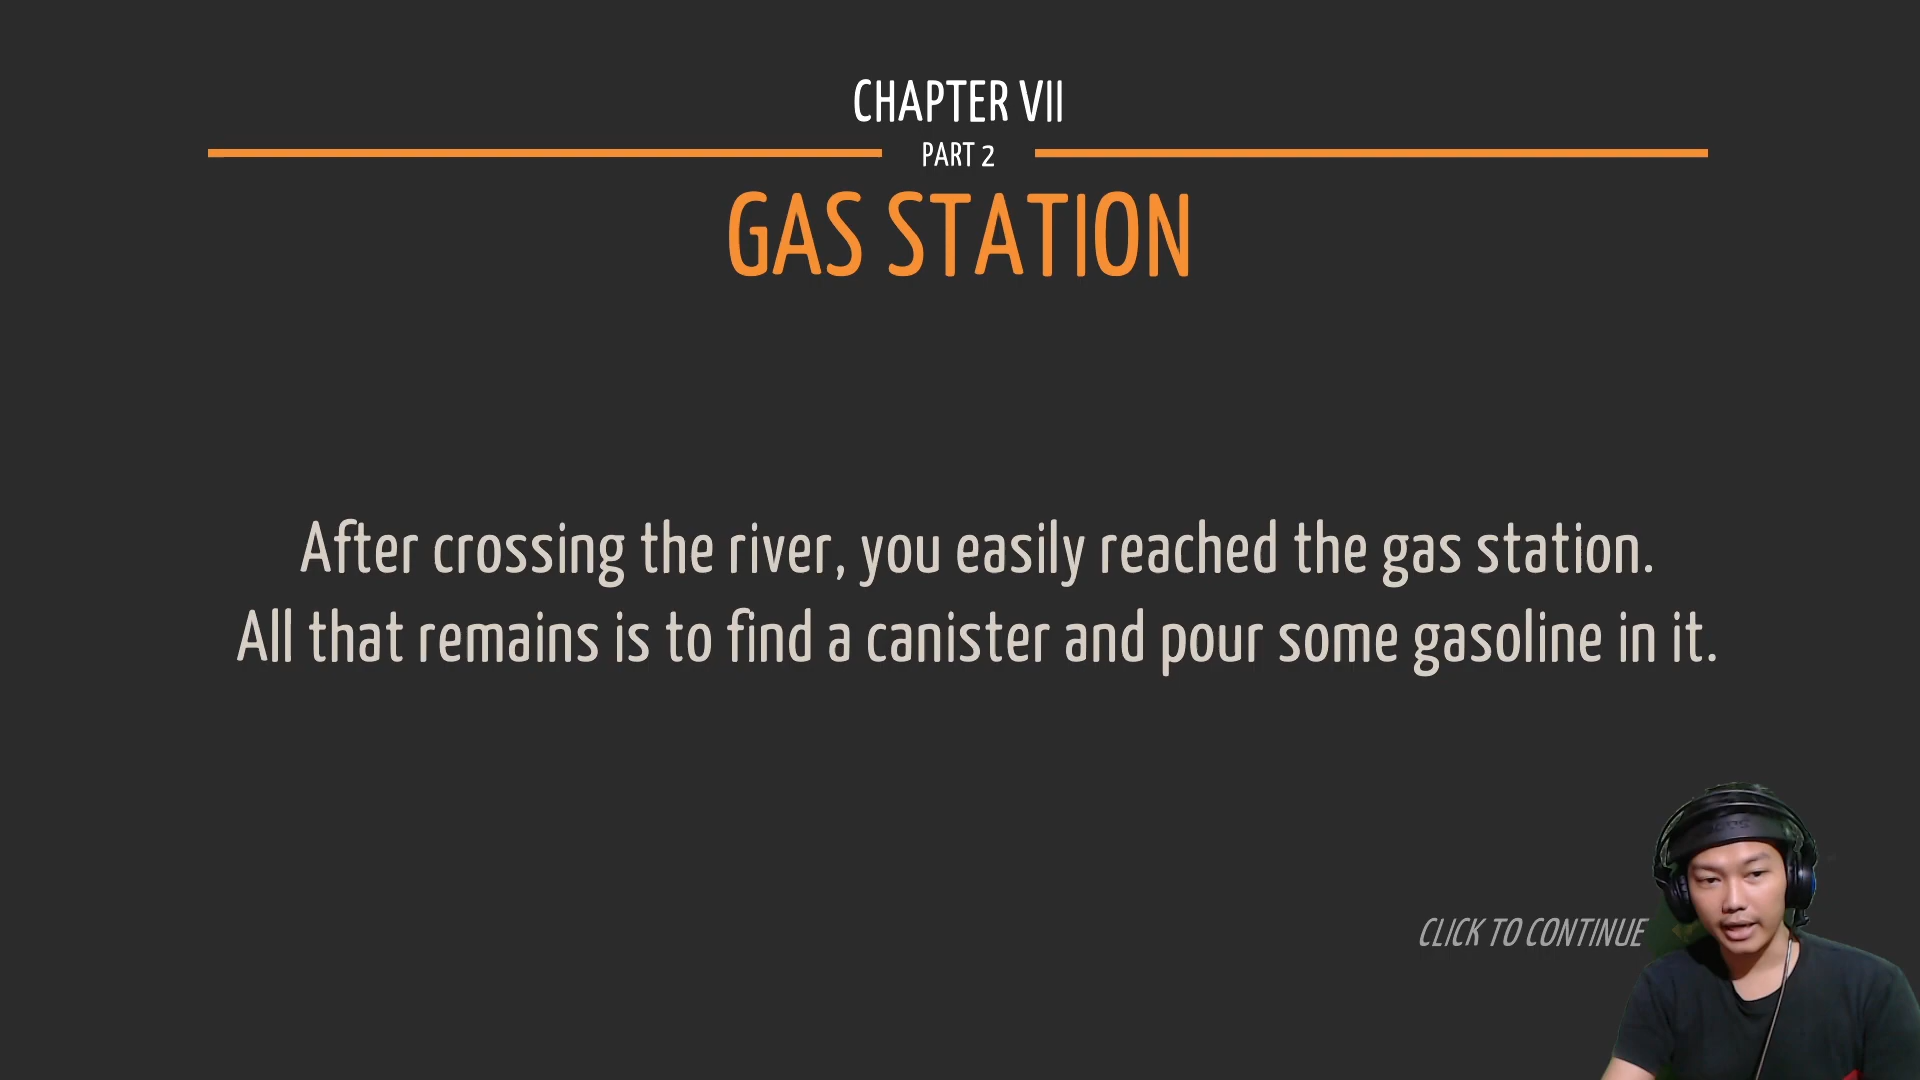 CHAPTER VII
PART 2
GAS STATION
After crossing the river, you easily reached the gas station.
All that remains is to find a canister and pour some gasoline in it.
CLICK TO CONTINUE